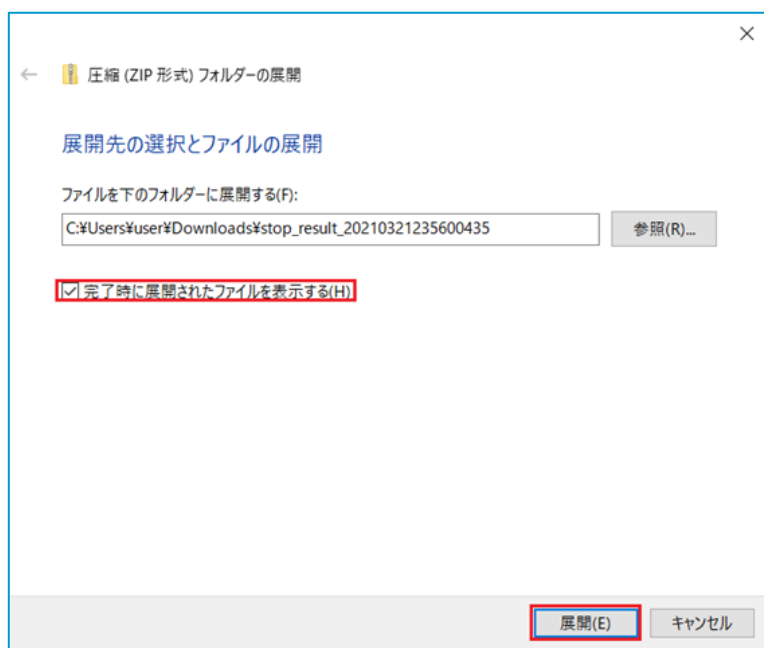 圧縮 (ZIP 形式) フォルダーの展開
展開先の選択とファイルの展開
ファイルを下のフォルダーに展開する(F):
C:¥Users¥user¥Downloads¥stop_result_20210321235600435
参照(R)...
完了時に展開されたファイルを表示する(H)
展開(E)
キャンセル